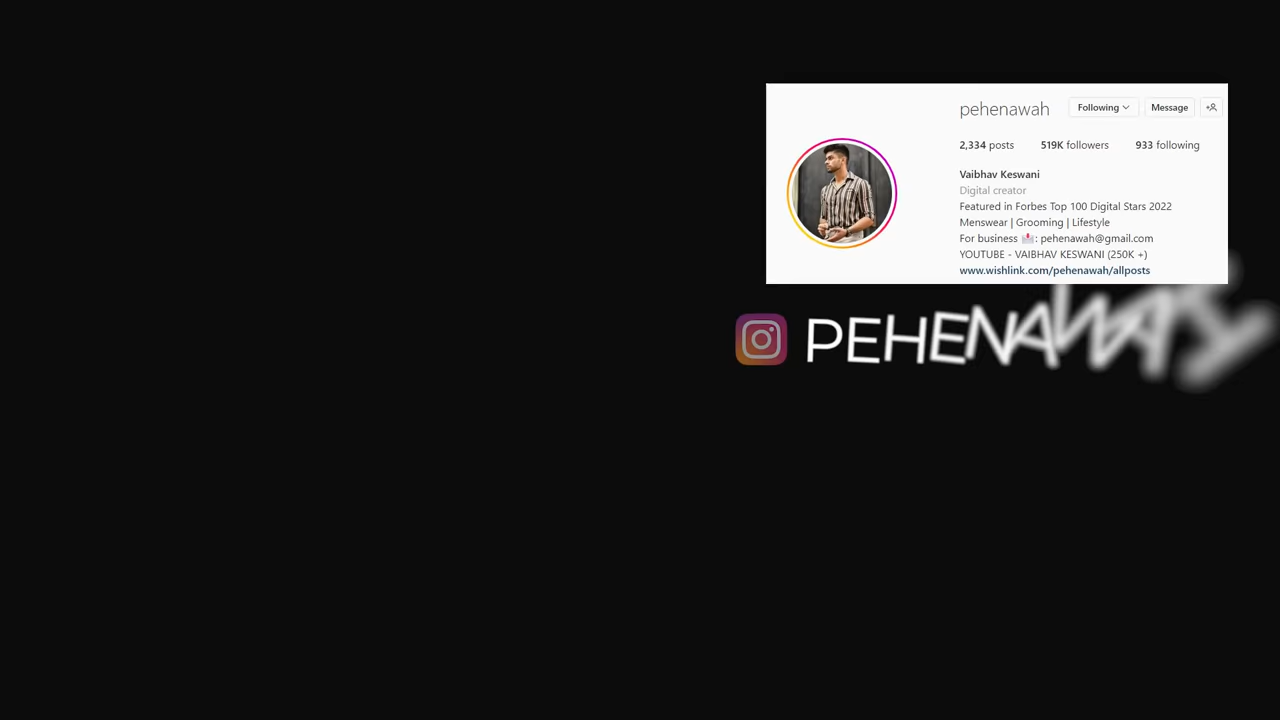 pehenawah Following Message
2,334 posts 519K followers 933 following
Vaibhav Keswani
Digital creator
Featured in Forbes Top 100 Digital Stars 2022
Menswear | Grooming | Lifestyle
For business 📩: pehenawah@gmail.com
YOUTUBE - VAIBHAV KESWANI (250K +)
www.wishlink.com/pehenawah/allposts